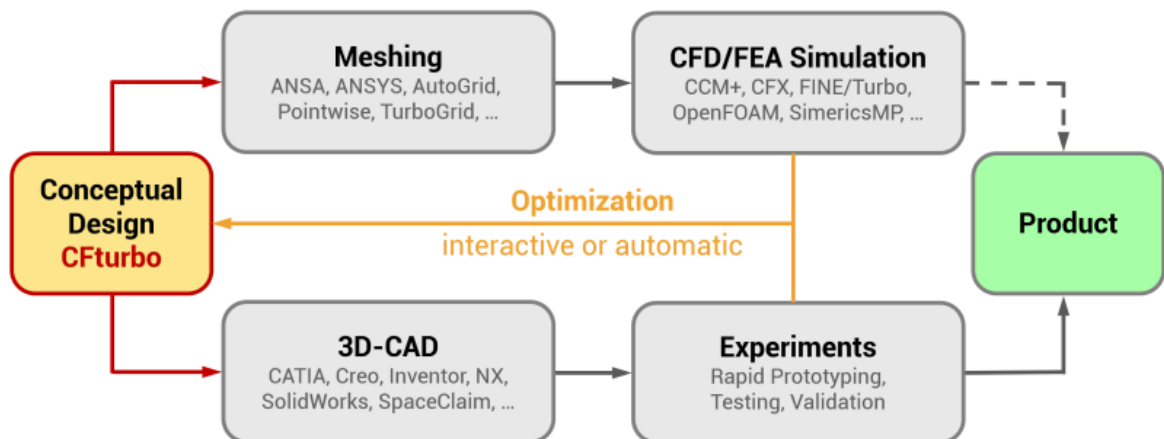 Meshing
ANSA, ANSYS, AutoGrid,
Pointwise, TurboGrid, ...
CFD/FEA Simulation
CCM+, CFX, FINE/Turbo,
OpenFOAM, SimericsMP, ...
Conceptual
Design
CFturbo
Optimization
interactive or automatic
Product
3D-CAD
CATIA, Creo, Inventor, NX,
SolidWorks, SpaceClaim, ...
Experiments
Rapid Prototyping,
Testing, Validation